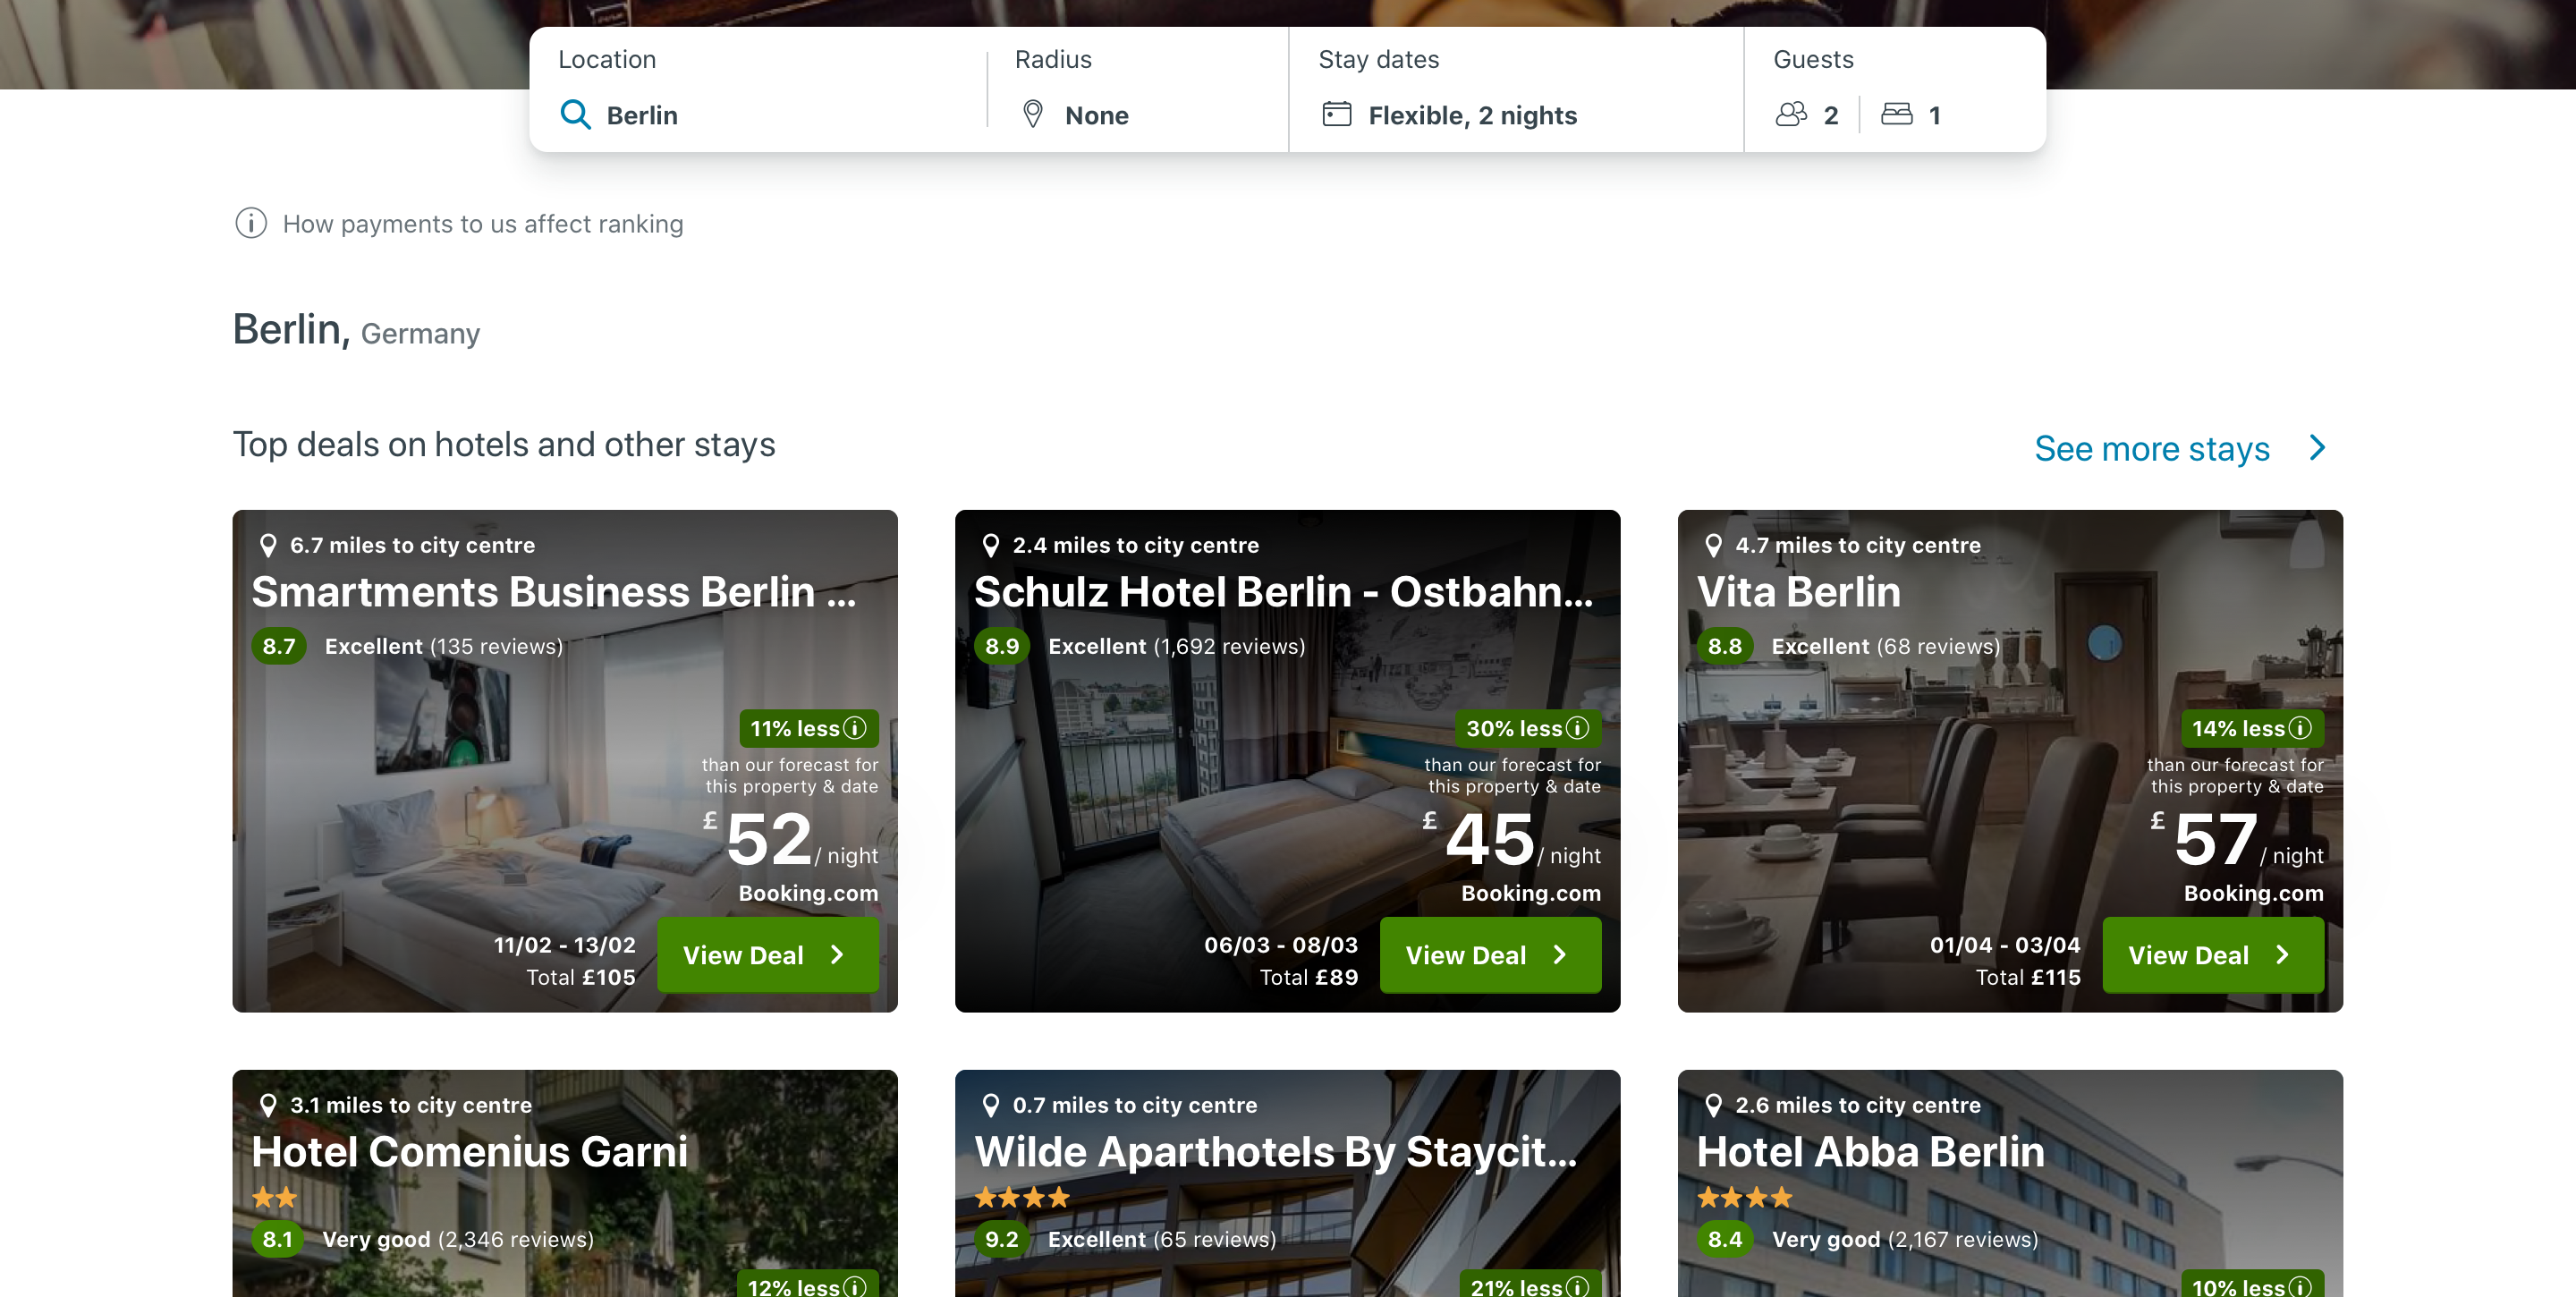 Location
Berlin
Radius
None
Stay dates
Flexible, 2 nights
Guests
2
1
How payments to us affect ranking
Berlin, Germany
Top deals on hotels and other stays
See more stays
6.7 miles to city centre
Smartments Business Berlin ...
8.7 Excellent (135 reviews)
11% less
than our forecast for
this property & date
£ 52 / night
Booking.com
11/02 - 13/02
Total £105
View Deal
2.4 miles to city centre
Schulz Hotel Berlin - Ostbahn...
8.9 Excellent (1,692 reviews)
30% less
than our forecast for
this property & date
£ 45 / night
Booking.com
06/03 - 08/03
Total £89
View Deal
4.7 miles to city centre
Vita Berlin
8.8 Excellent (68 reviews)
14% less
than our forecast for
this property & date
£ 57 / night
Booking.com
01/04 - 03/04
Total £115
View Deal
3.1 miles to city centre
Hotel Comenius Garni
8.1 Very good (2,346 reviews)
12% less
0.7 miles to city centre
Wilde Aparthotels By Staycit...
9.2 Excellent (65 reviews)
21% less
2.6 miles to city centre
Hotel Abba Berlin
8.4 Very good (2,167 reviews)
10% less